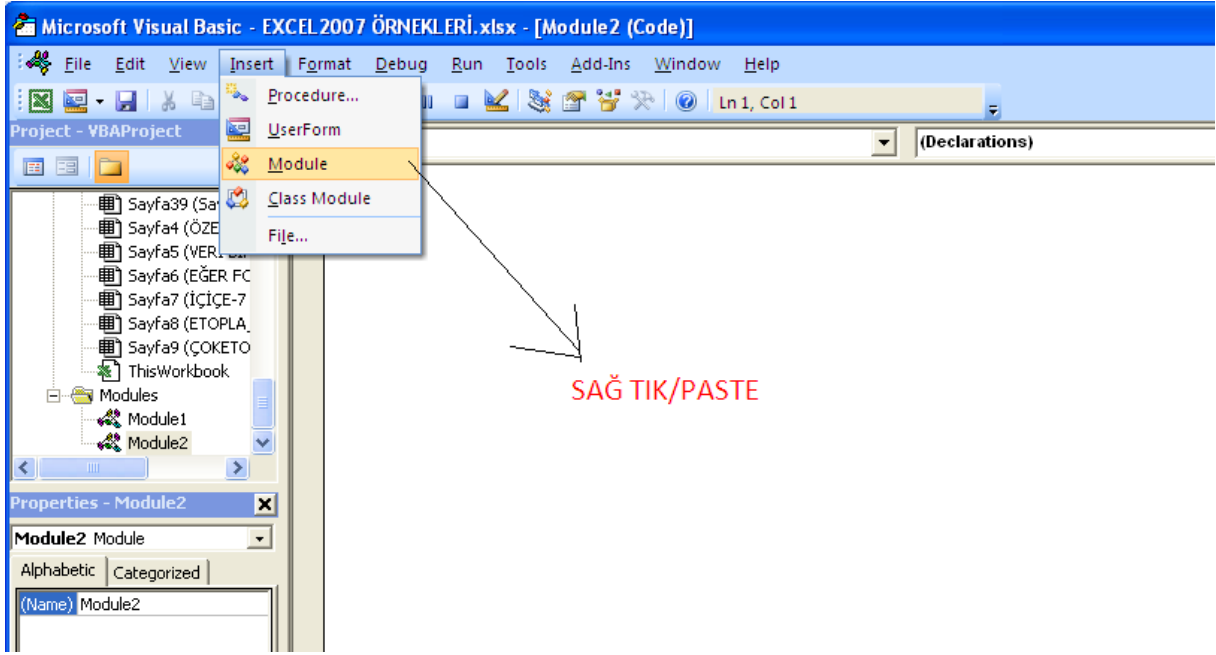 Microsoft Visual Basic - EXCEL2007 ÖRNEKLERİ.xlsx - [Module2 (Code)]
File Edit View Insert Format Debug Run Tools Add-Ins Window Help
Procedure...
UserForm
Module
Class Module
File...
Ln 1, Col 1
Project - VBAProject
(Declarations)
Sayfa39 (Sa
Sayfa4 (ÖZE
Sayfa5 (VERİ
Sayfa6 (EĞER FO
Sayfa7 (İÇİÇE-7
Sayfa8 (ETOPLA_
Sayfa9 (ÇOKETO
ThisWorkbook
Modules
Module1
Module2
SAĞ TIK/PASTE
Properties - Module2
Module2 Module
Alphabetic Categorized
(Name) Module2